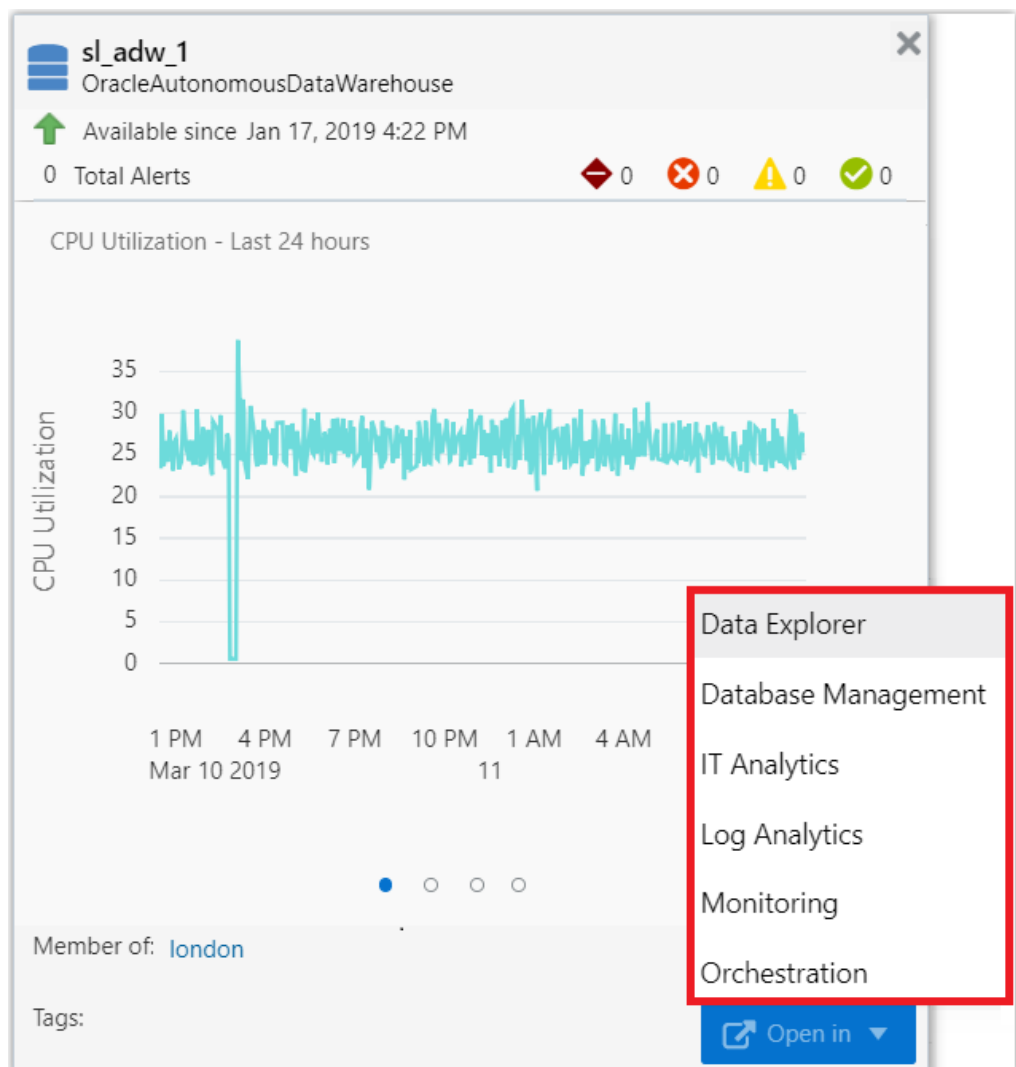 sl_adw_1
OracleAutonomousDataWarehouse
Available since Jan 17, 2019 4:22 PM
0 Total Alerts 0 0 0 0
CPU Utilization - Last 24 hours
CPU Utilization
35
30
25
20
15
10
5
0
1 PM 4 PM 7 PM 10 PM 1 AM 4 AM
Mar 10 2019 11
Data Explorer
Database Management
IT Analytics
Log Analytics
Monitoring
Orchestration
Member of: london
Tags:
Open in